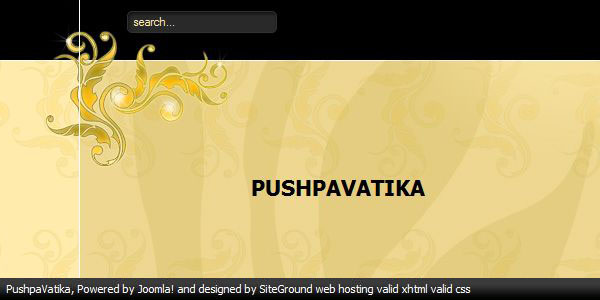 search...
PUSHPAVATIKA
PushpaVatika, Powered by Joomla! and designed by SiteGround web hosting valid xhtml valid css